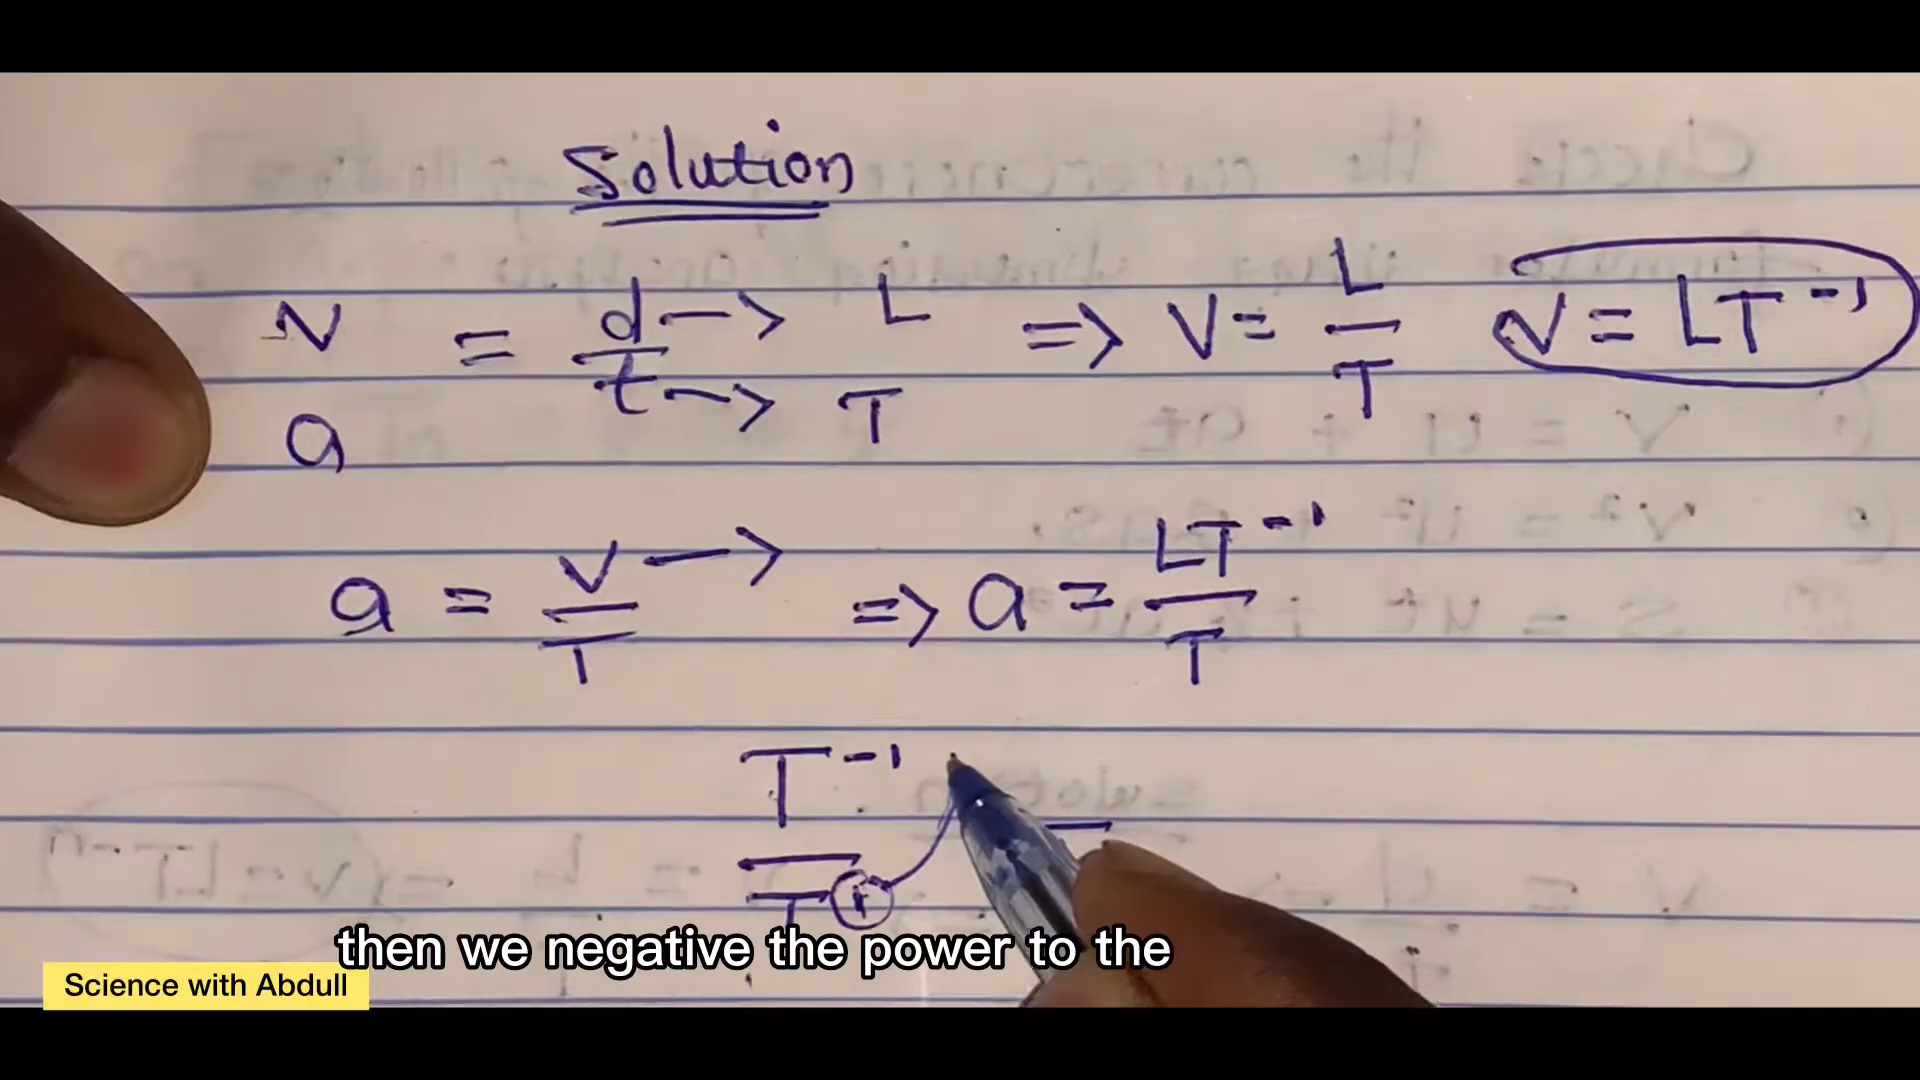 Solution
V = d/t -> L => V = L/T V = LT⁻¹
-> T
a
a = V/T -> => a = LT⁻¹/T
T⁻¹
T
then we negative the power to the
Science with Abdull